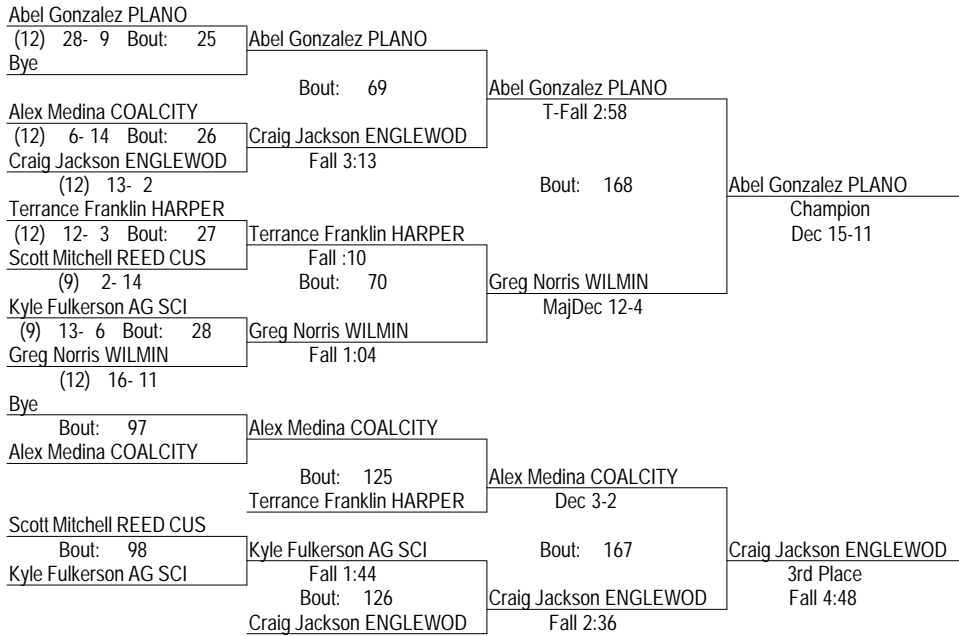 Abel Gonzalez PLANO
(12) 28- 9 Bout: 25 Abel Gonzalez PLANO
Bye
Bout: 69 Abel Gonzalez PLANO
Alex Medina COALCITY T-Fall 2:58
(12) 6- 14 Bout: 26 Craig Jackson ENGLEWOD
Craig Jackson ENGLEWOD Fall 3:13
(12) 13- 2 Bout: 168 Abel Gonzalez PLANO
Terrance Franklin HARPER Champion
(12) 12- 3 Bout: 27 Terrance Franklin HARPER Dec 15-11
Scott Mitchell REED CUS Fall :10
(9) 2- 14 Bout: 70 Greg Norris WILMIN
Kyle Fulkerson AG SCI MajDec 12-4
(9) 13- 6 Bout: 28 Greg Norris WILMIN
Greg Norris WILMIN Fall 1:04
(12) 16- 11
Bye
Bout: 97 Alex Medina COALCITY
Alex Medina COALCITY
Bout: 125 Alex Medina COALCITY
Terrance Franklin HARPER Dec 3-2
Scott Mitchell REED CUS
Bout: 98 Kyle Fulkerson AG SCI Bout: 167 Craig Jackson ENGLEWOD
Kyle Fulkerson AG SCI Fall 1:44 3rd Place
Bout: 126 Craig Jackson ENGLEWOD Fall 4:48
Craig Jackson ENGLEWOD Fall 2:36